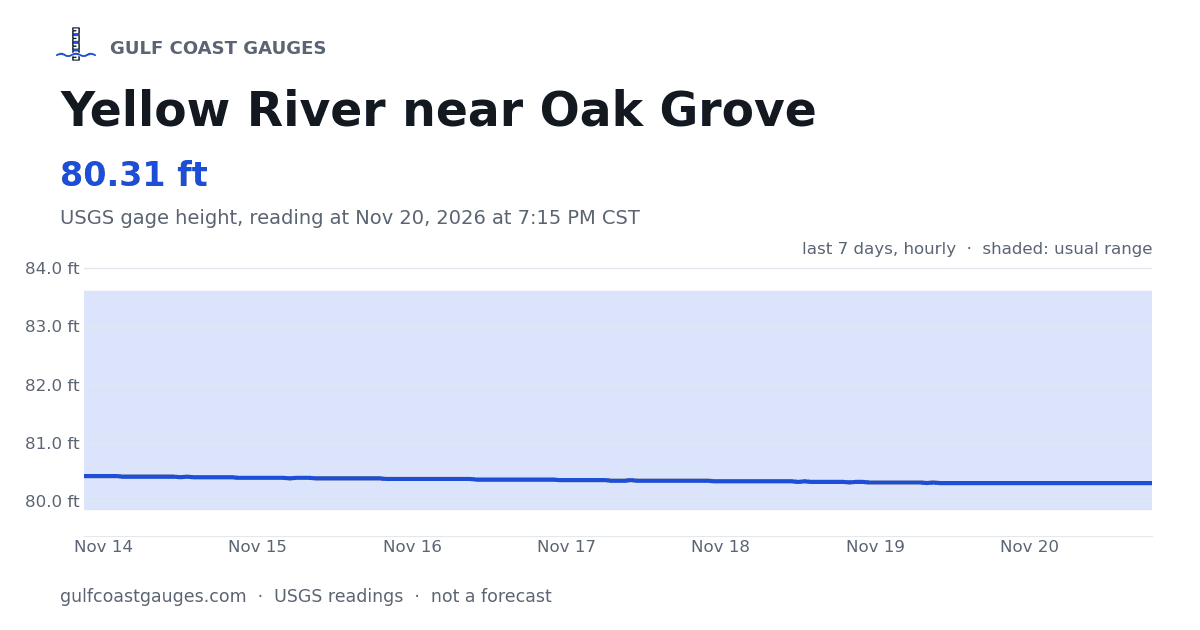 GULF COAST GAUGES
Yellow River near Oak Grove
80.31 ft
USGS gage height, reading at Nov 20, 2026 at 7:15 PM CST
last 7 days, hourly · shaded: usual range
84.0 ft
83.0 ft
82.0 ft
81.0 ft
80.0 ft
Nov 14 Nov 15 Nov 16 Nov 17 Nov 18 Nov 19 Nov 20
gulfcoastgauges.com · USGS readings · not a forecast